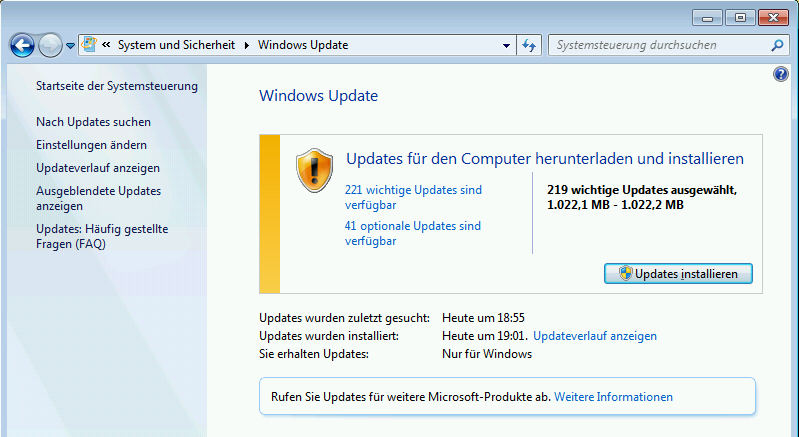 « System und Sicherheit Windows Update
Systemsteuerung durchsuchen
Startseite der Systemsteuerung
Nach Updates suchen
Einstellungen ändern
Updateverlauf anzeigen
Ausgeblendete Updates
anzeigen
Updates: Häufig gestellte
Fragen (FAQ)
Windows Update
Updates für den Computer herunterladen und installieren
221 wichtige Updates sind
verfügbar
41 optionale Updates sind
verfügbar
219 wichtige Updates ausgewählt,
1.022,1 MB - 1.022,2 MB
Updates installieren
Updates wurden zuletzt gesucht: Heute um 18:55
Updates wurden installiert: Heute um 19:01. Updateverlauf anzeigen
Sie erhalten Updates: Nur für Windows
Rufen Sie Updates für weitere Microsoft-Produkte ab. Weitere Informationen